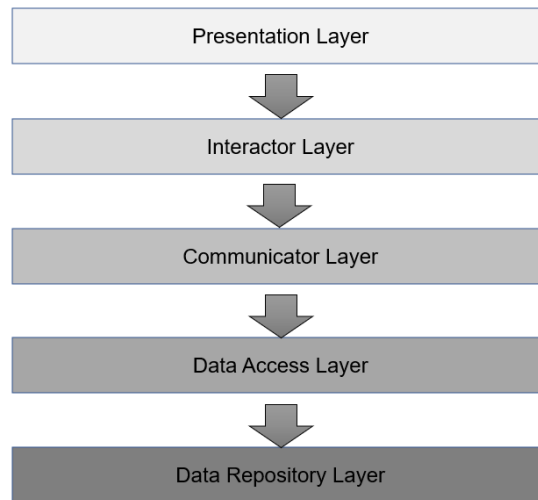 Presentation Layer
Interactor Layer
Communicator Layer
Data Access Layer
Data Repository Layer